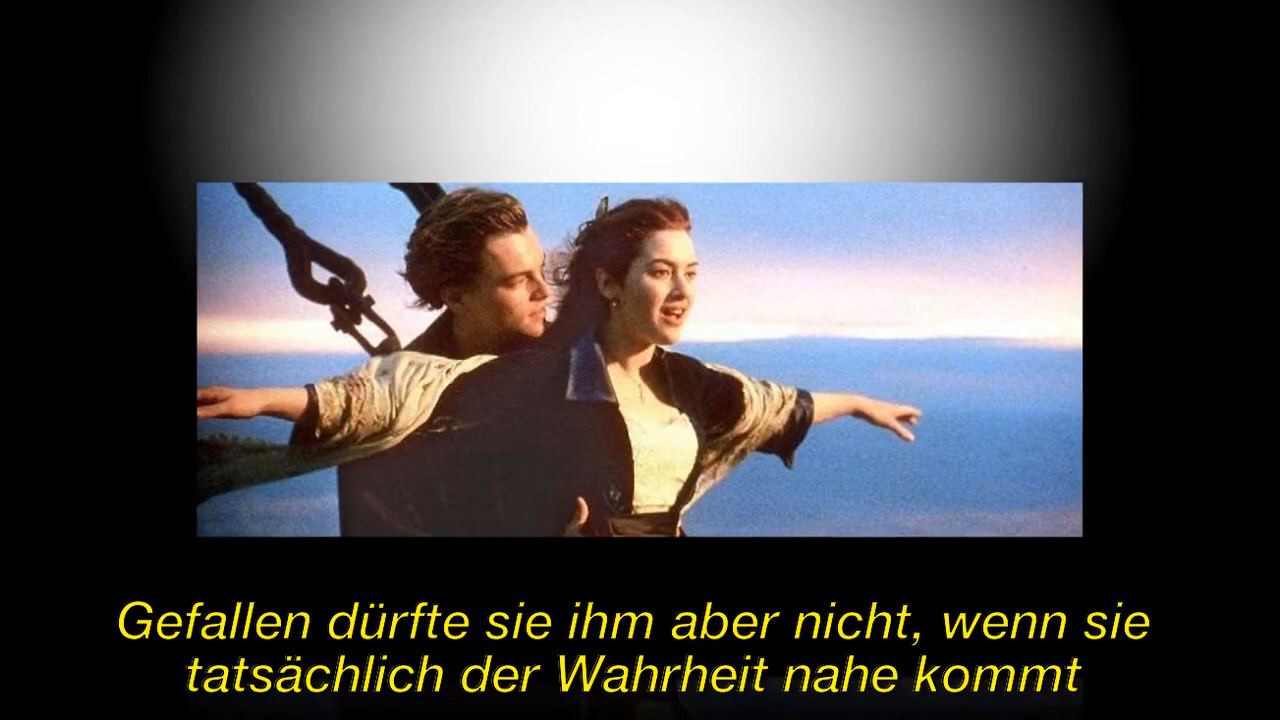 Gefallen dürfte sie ihm aber nicht, wenn sie
tatsächlich der Wahrheit nahe kommt